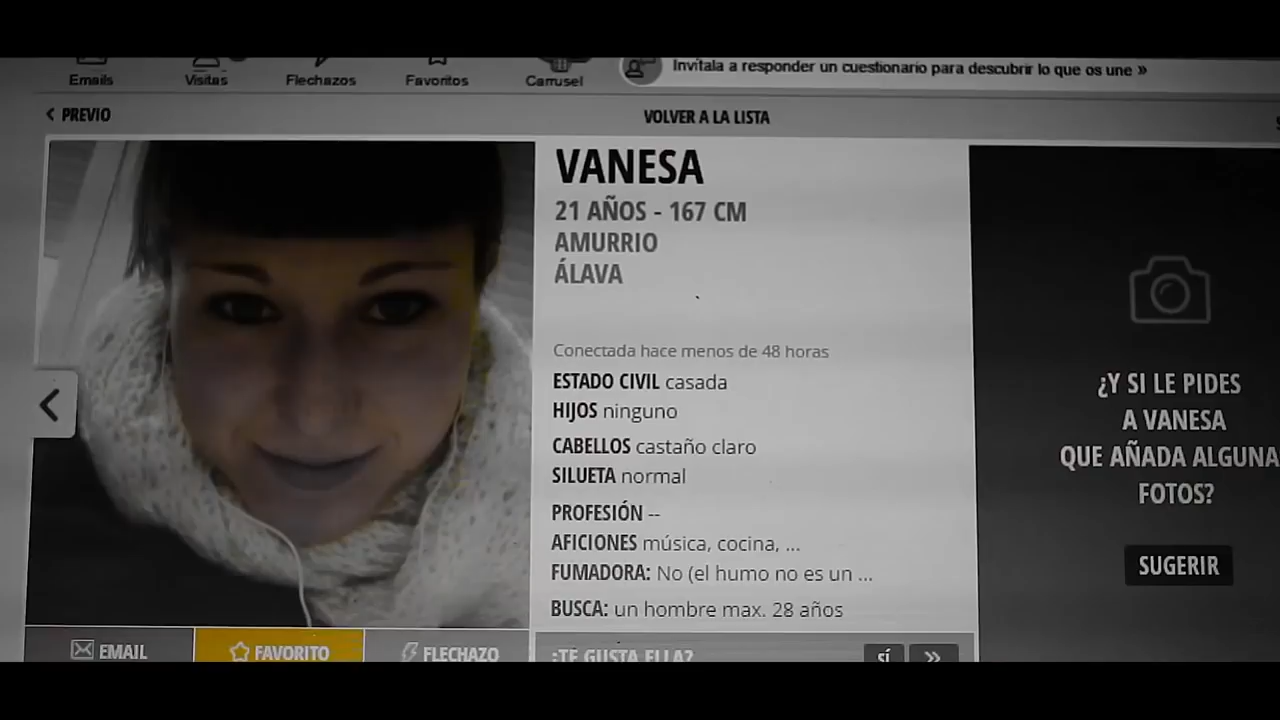 Emails
Visitas
Flechazos
Favoritos
Carrusel
Invítala a responder un cuestionario para descubrir lo que os une »
PREVIO
VOLVER A LA LISTA
VANESA
21 AÑOS - 167 CM
AMURRIO
ÁLAVA
Conectada hace menos de 48 horas
ESTADO CIVIL casada
HIJOS ninguno
CABELLOS castaño claro
SILUETA normal
PROFESIÓN --
AFICIONES música, cocina, ...
FUMADORA: No (el humo no es un ...
BUSCA: un hombre max. 28 años
¿Y SI LE PIDES
A VANESA
QUE AÑADA ALGUNA
FOTOS?
SUGERIR
EMAIL
FAVORITO
FLECHAZO
¿TE GUSTA ELLA?
SÍ
»